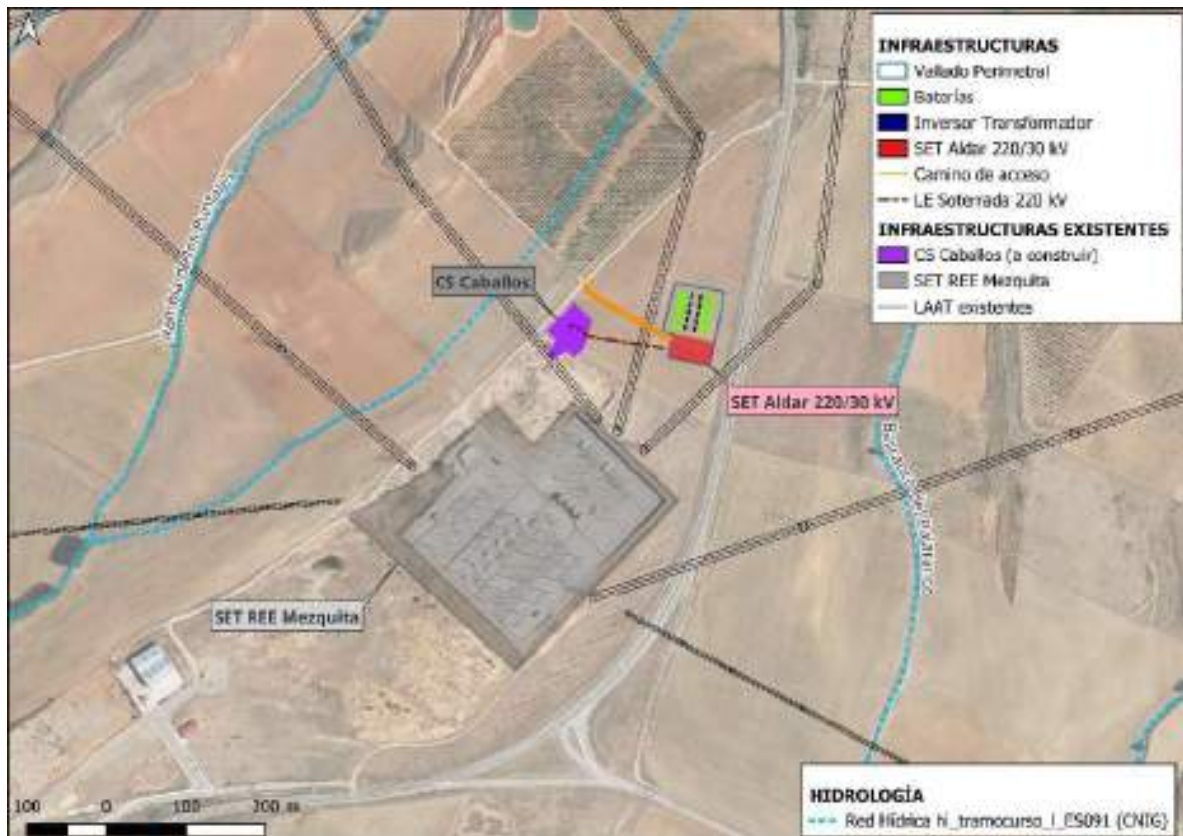 INFRAESTRUCTURAS
Vallado Perimetral
Baterías
Inversor Transformador
SET Aldar 220/30 kV
Camino de acceso
LE Soterrada 220 kV
INFRAESTRUCTURAS EXISTENTES
CS Caballos (a construir)
SET REE Mezquita
LAAT existentes
CS Caballos
SET Aldar 220/30 kV
SET REE Mezquita
100 0 100 200 m
HIDROLOGÍA
Red Hídrica hi_tramocurso_l_ES091 (CNIG)